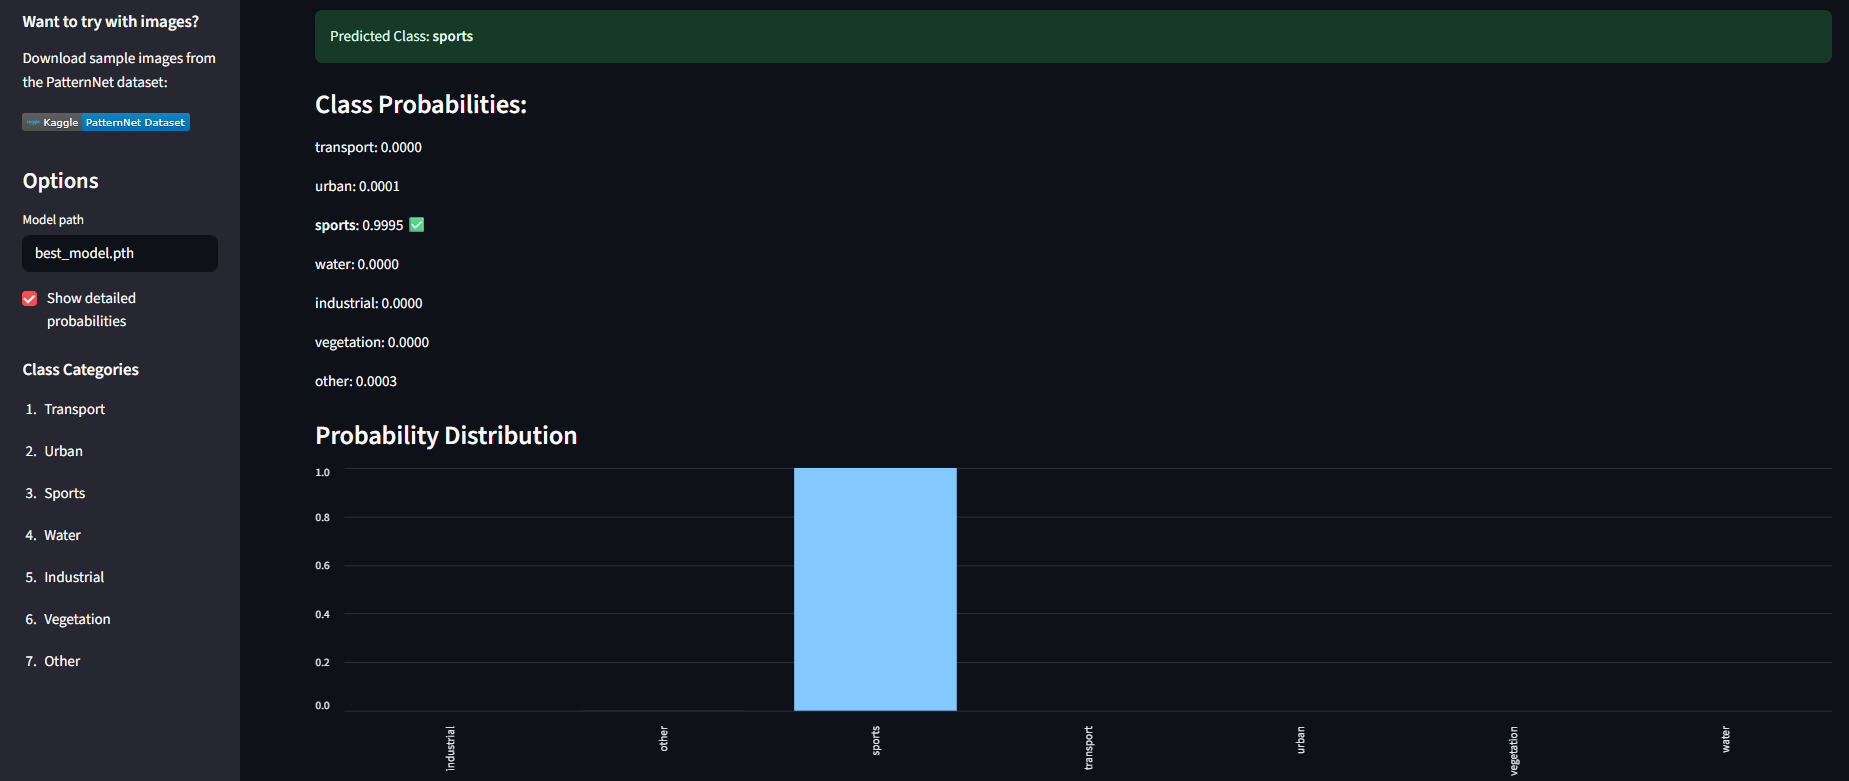 Want to try with images?
Download sample images from
the PatternNet dataset:
Kaggle PatternNet Dataset
Options
Model path
best_model.pth
Show detailed
probabilities
Class Categories
1. Transport
2. Urban
3. Sports
4. Water
5. Industrial
6. Vegetation
7. Other
Predicted Class: sports
Class Probabilities:
transport: 0.0000
urban: 0.0001
sports: 0.9995 ✅
water: 0.0000
industrial: 0.0000
vegetation: 0.0000
other: 0.0003
Probability Distribution
1.0
0.8
0.6
0.4
0.2
0.0
industrial
other
sports
transport
urban
vegetation
water